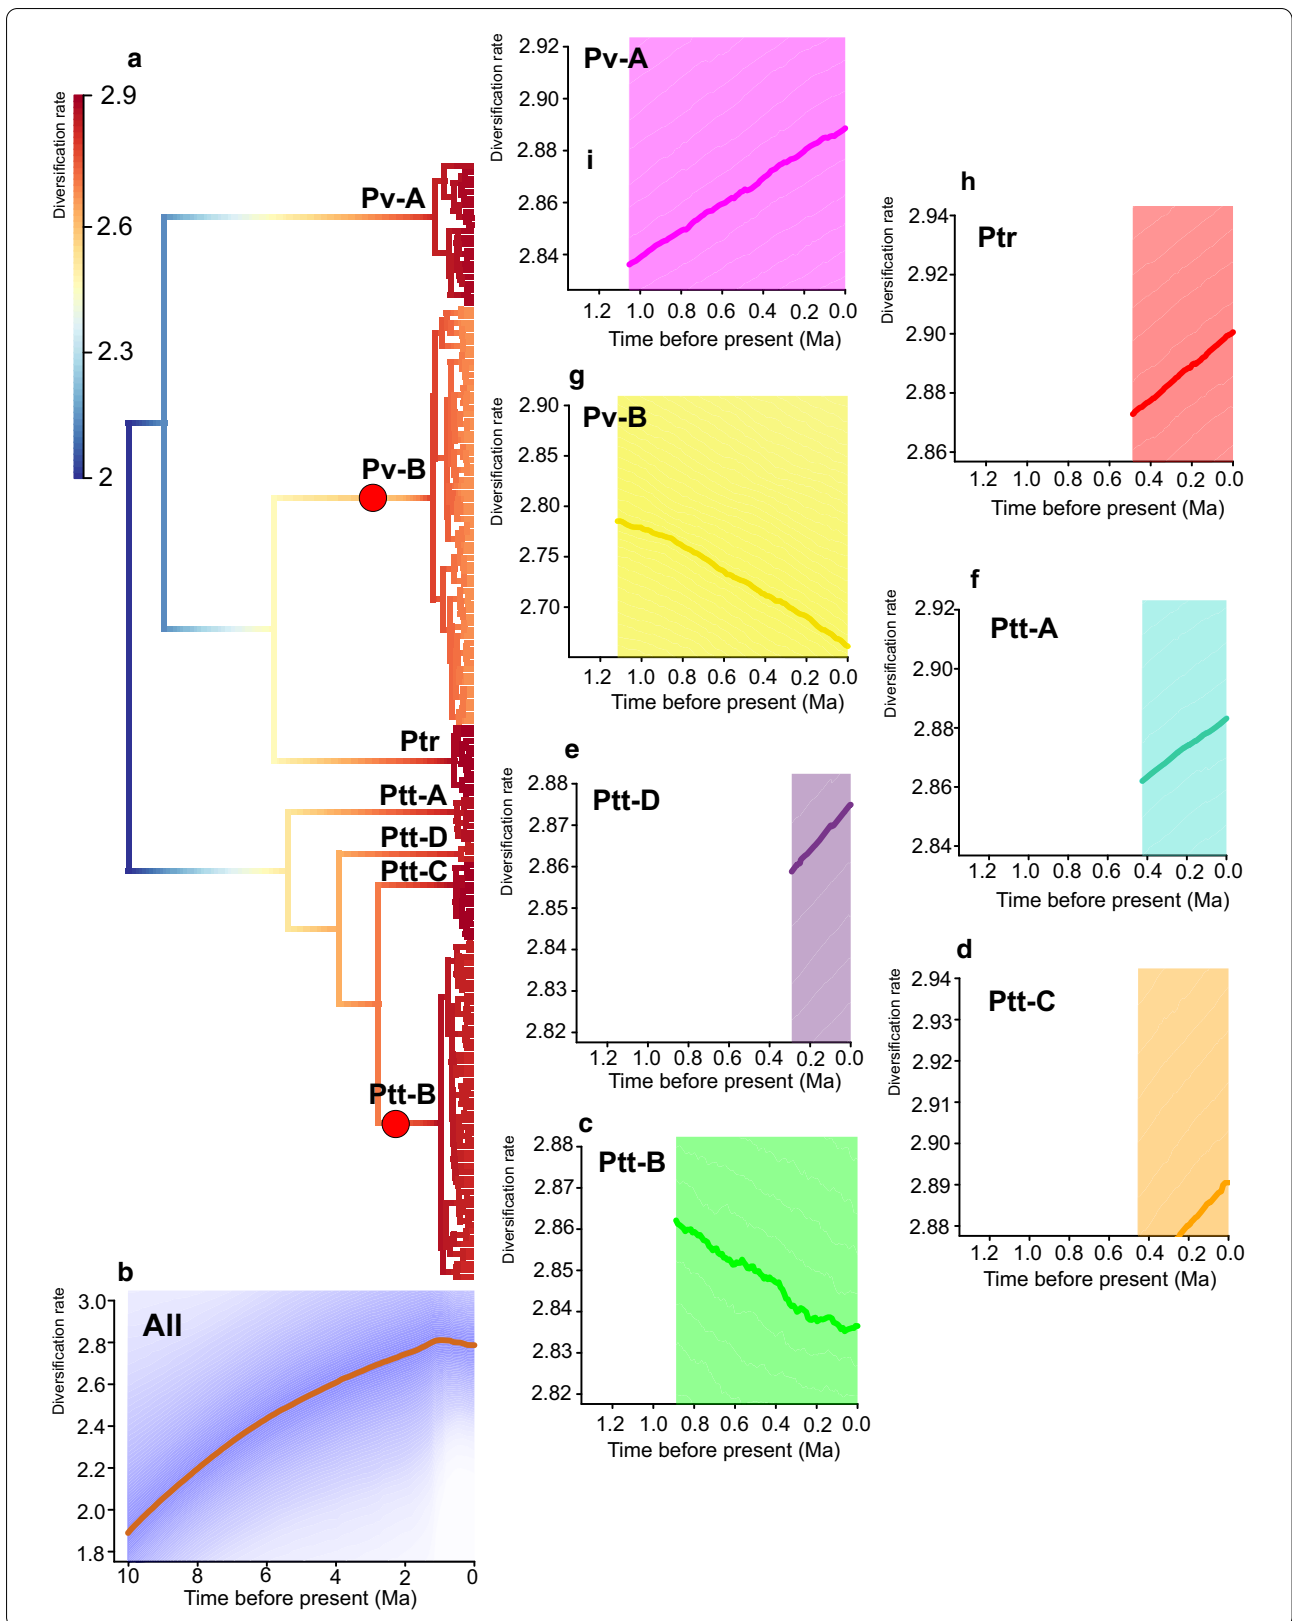 a
Diversification rate
2.9
2.6
2.3
2
Pv-A
Pv-B
Ptr
Ptt-A
Ptt-D
Ptt-C
Ptt-B
b
Diversification rate
All
3.0
2.8
2.6
2.4
2.2
2.0
1.8
10 8 6 4 2 0
Time before present (Ma)
i
Diversification rate
Pv-A
2.92
2.90
2.88
2.86
2.84
1.2 1.0 0.8 0.6 0.4 0.2 0.0
Time before present (Ma)
g
Diversification rate
Pv-B
2.90
2.85
2.80
2.75
2.70
1.2 1.0 0.8 0.6 0.4 0.2 0.0
Time before present (Ma)
e
Diversification rate
Ptt-D
2.88
2.87
2.86
2.85
2.84
2.83
2.82
1.2 1.0 0.8 0.6 0.4 0.2 0.0
Time before present (Ma)
c
Diversification rate
Ptt-B
2.88
2.87
2.86
2.85
2.84
2.83
2.82
1.2 1.0 0.8 0.6 0.4 0.2 0.0
Time before present (Ma)
h
Diversification rate
Ptr
2.94
2.92
2.90
2.88
2.86
1.2 1.0 0.8 0.6 0.4 0.2 0.0
Time before present (Ma)
f
Diversification rate
Ptt-A
2.92
2.90
2.88
2.86
2.84
1.2 1.0 0.8 0.6 0.4 0.2 0.0
Time before present (Ma)
d
Diversification rate
Ptt-C
2.94
2.93
2.92
2.91
2.90
2.89
2.88
1.2 1.0 0.8 0.6 0.4 0.2 0.0
Time before present (Ma)